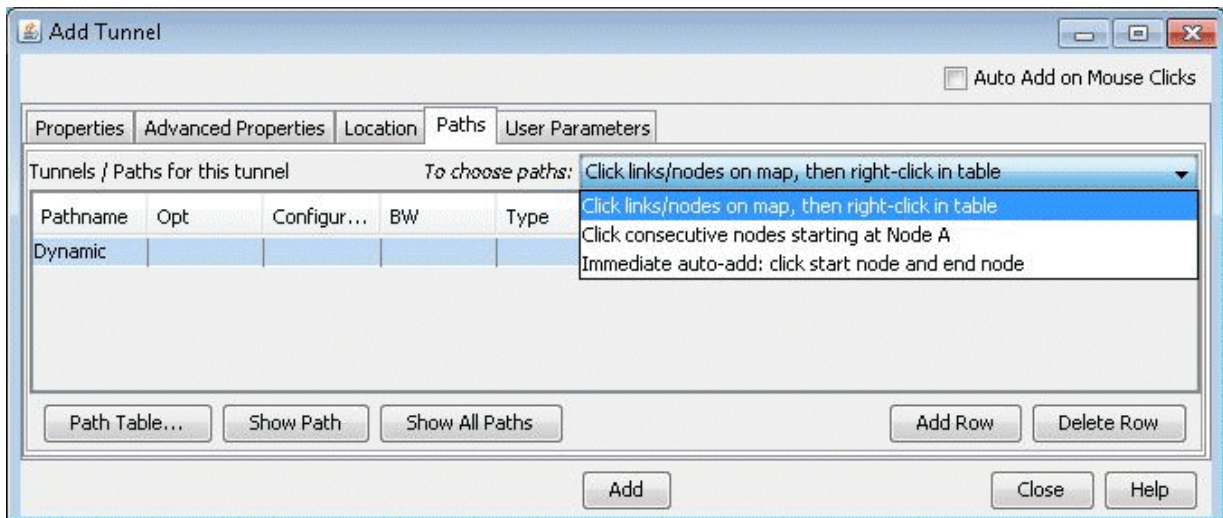 Add Tunnel
Auto Add on Mouse Clicks
Properties Advanced Properties Location Paths User Parameters
Tunnels / Paths for this tunnel To choose paths: Click links/nodes on map, then right-click in table
Pathname Opt Configur... BW Type Click links/nodes on map, then right-click in table
Click consecutive nodes starting at Node A
Dynamic
Immediate auto-add: click start node and end node
Path Table... Show Path Show All Paths Add Row Delete Row
Add Close Help